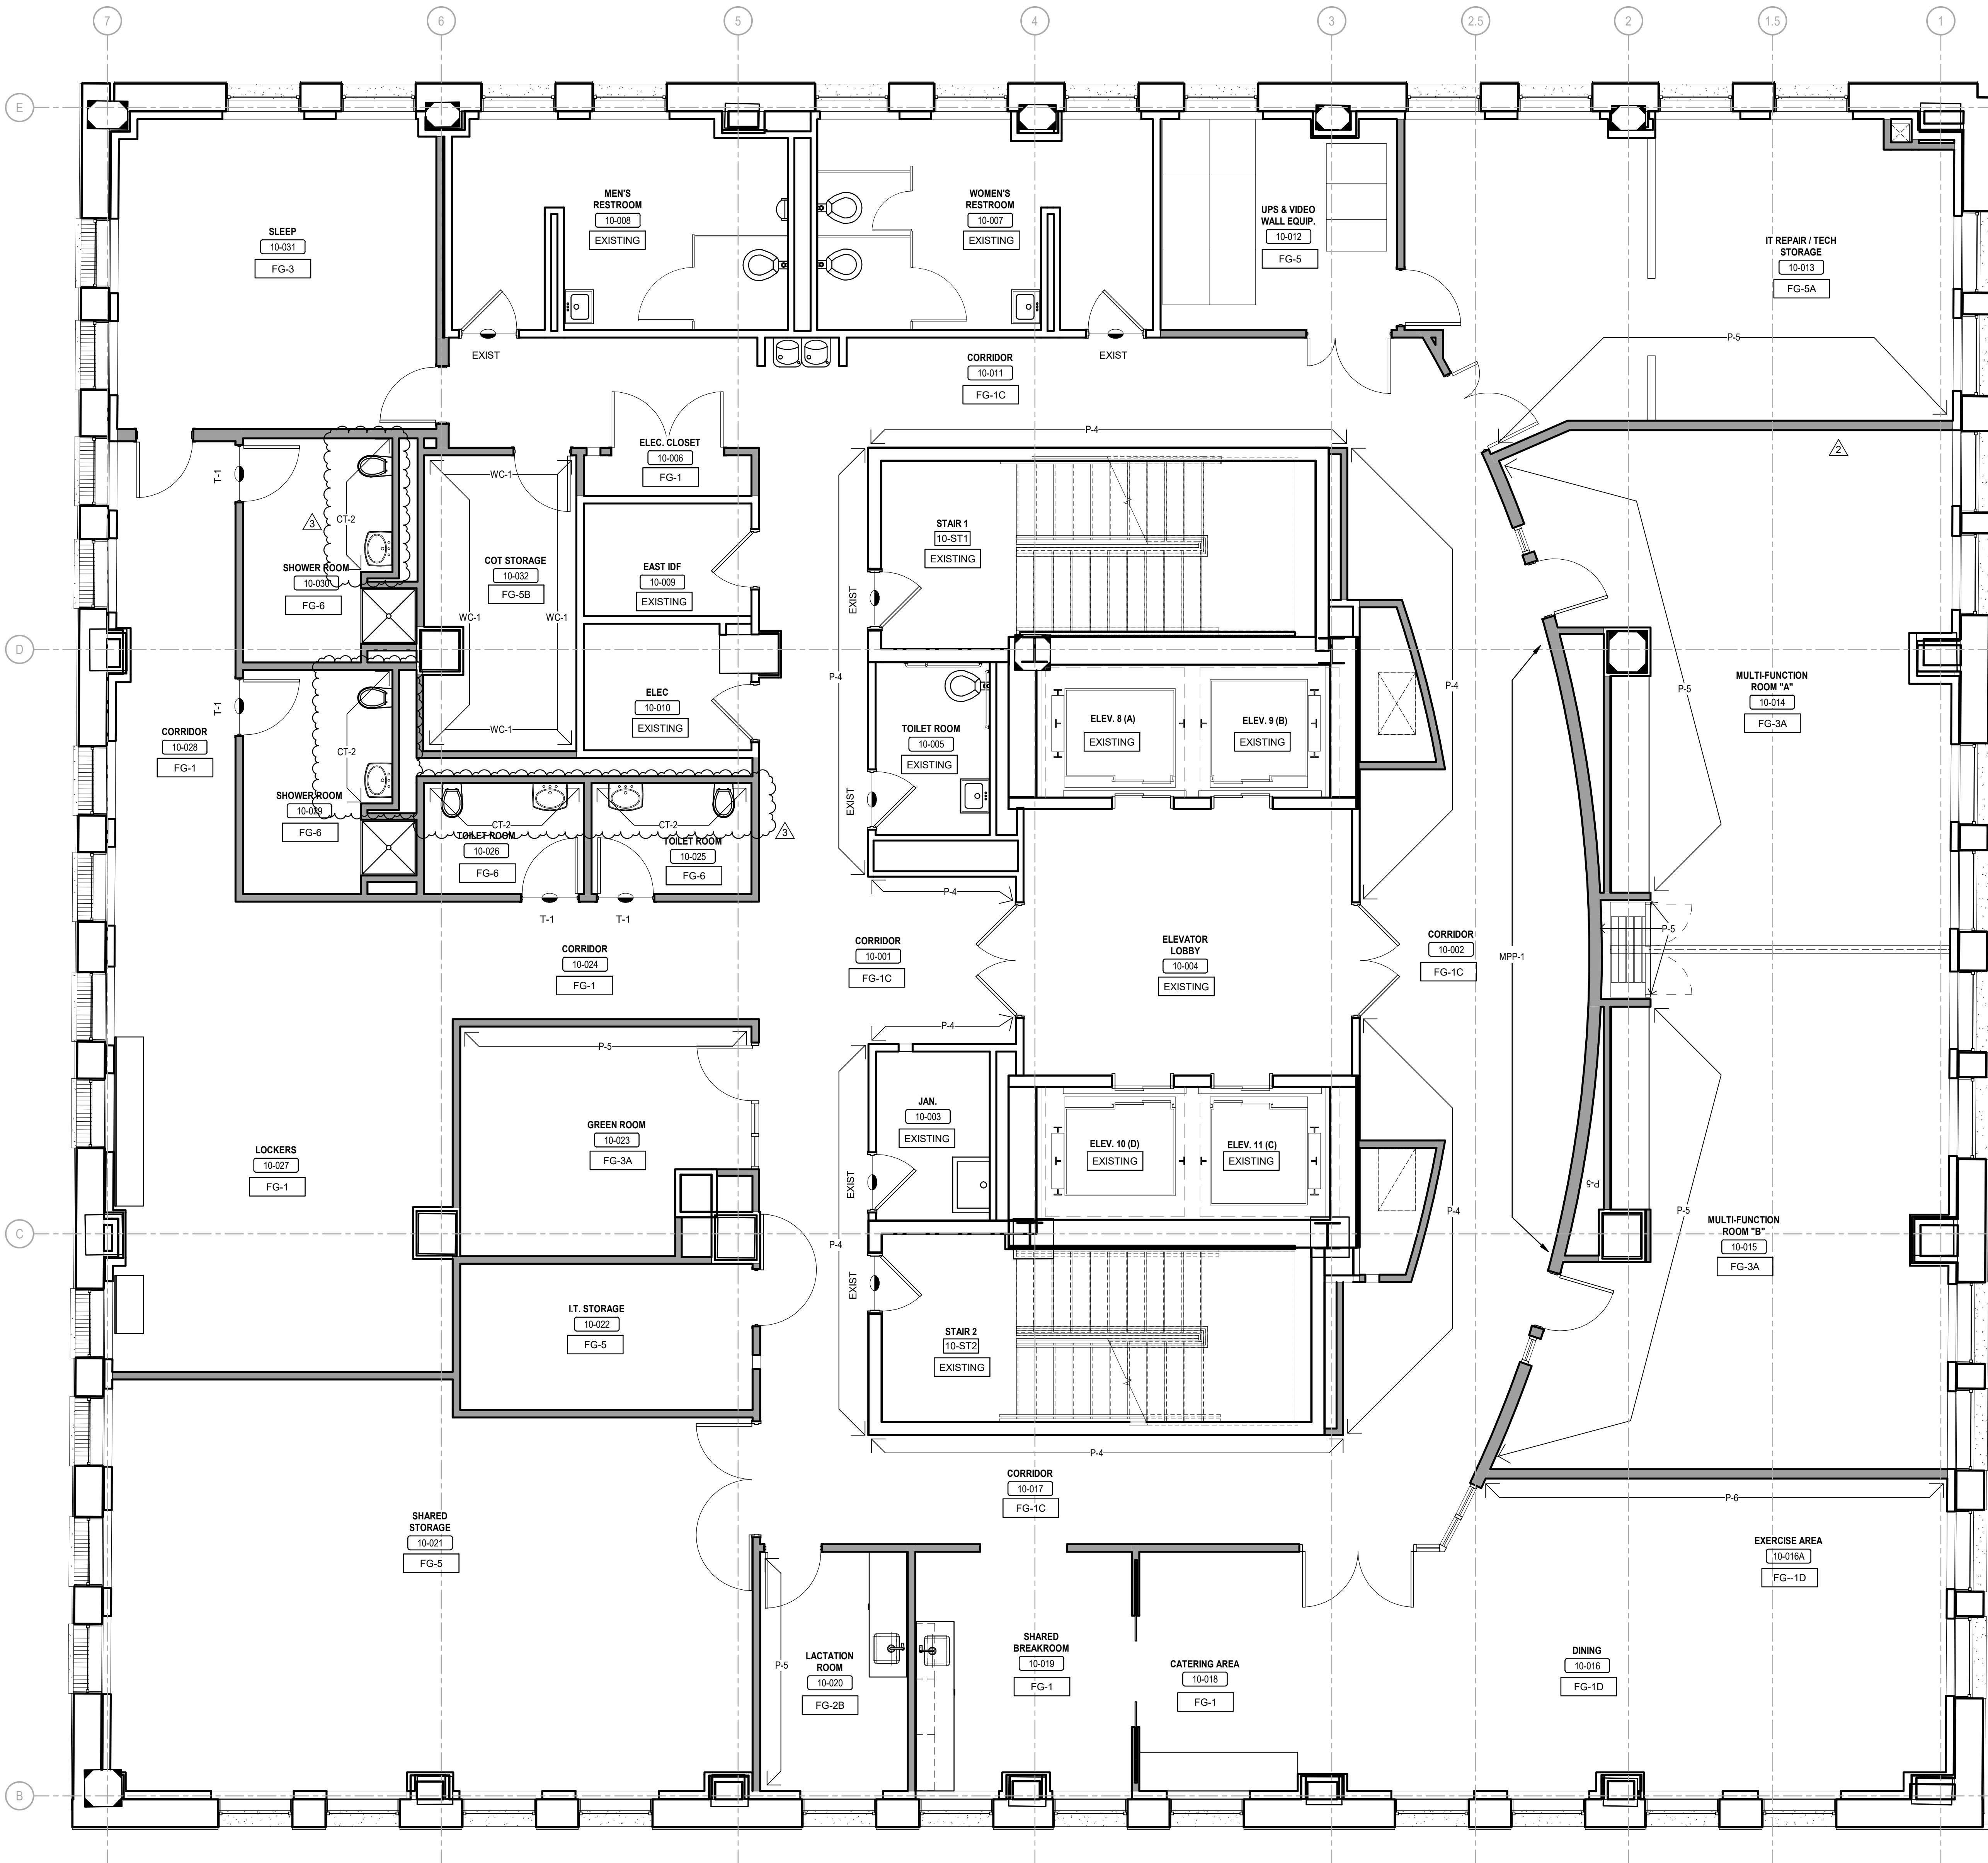 7
6
5
4
3
2.5
2
1.5
1
E
MEN'S
RESTROOM
10-008
EXISTING
WOMEN'S
RESTROOM
10-007
EXISTING
UPS & VIDEO
WALL EQUIP.
10-012
FG-5
SLEEP
10-031
FG-3
IT REPAIR / TECH
STORAGE
10-013
FG-5A
P-5
EXIST
EXIST
CORRIDOR
10-011
FG-1C
P-4
ELEC. CLOSET
10-006
FG-1
2
T-1
WC-1
3
CT-2
STAIR 1
10-ST1
EXISTING
SHOWER ROOM
10-030
FG-6
COT STORAGE
10-032
FG-5B
EAST IDF
10-009
EXISTING
EXIST
WC-1
WC-1
D
P-4
P-4
P-5
T-1
WC-1
CT-2
ELEC
10-010
EXISTING
CORRIDOR
10-028
FG-1
TOILET ROOM
10-005
EXISTING
ELEV. 8 (A)
EXISTING
ELEV. 9 (B)
EXISTING
MULTI-FUNCTION
ROOM "A"
10-014
FG-3A
SHOWER ROOM
10-029
FG-6
EXIST
CT-2
CT-2
3
TOILET ROOM
10-026
FG-6
TOILET ROOM
10-025
FG-6
P-4
T-1
T-1
CORRIDOR
10-024
FG-1
CORRIDOR
10-001
FG-1C
ELEVATOR
LOBBY
10-004
EXISTING
CORRIDOR
10-002
FG-1C
MPP-1
P-5
P-4
P-5
JAN.
10-003
EXISTING
GREEN ROOM
10-023
FG-3A
LOCKERS
10-027
FG-1
ELEV. 10 (D)
EXISTING
ELEV. 11 (C)
EXISTING
EXIST
P-5
P-4
P-5
C
P-4
MULTI-FUNCTION
ROOM "B"
10-015
FG-3A
EXIST
I.T. STORAGE
10-022
FG-5
STAIR 2
10-ST2
EXISTING
P-4
CORRIDOR
10-017
FG-1C
P-6
SHARED
STORAGE
10-021
FG-5
EXERCISE AREA
10-016A
FG--1D
P-5
LACTATION
ROOM
10-020
FG-2B
SHARED
BREAKROOM
10-019
FG-1
CATERING AREA
10-018
FG-1
DINING
10-016
FG-1D
B